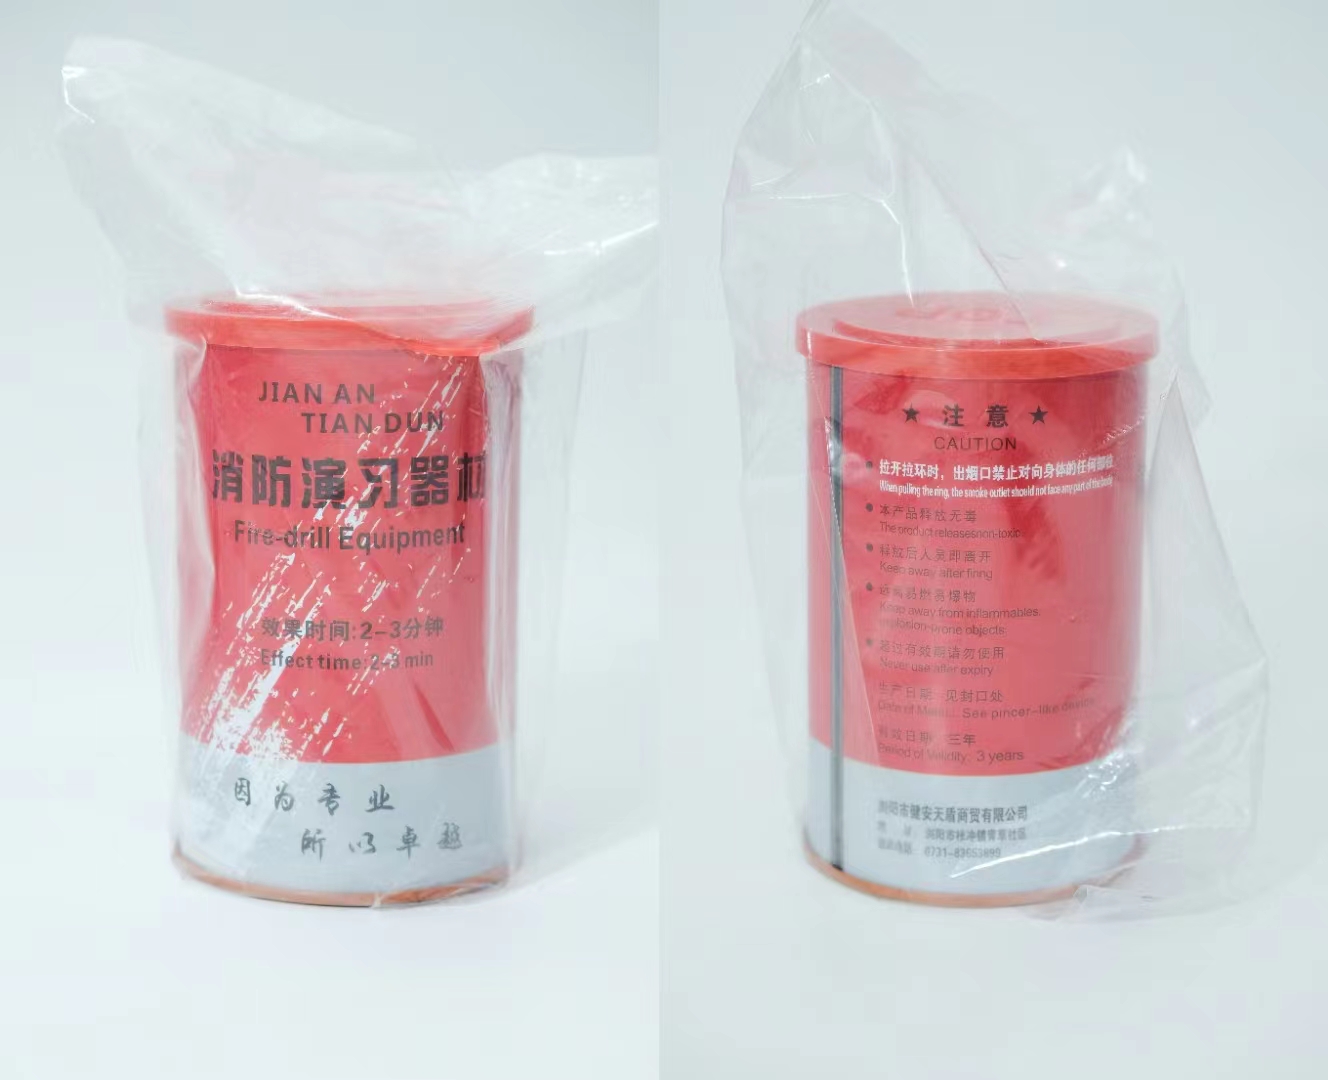 JIAN AN
TIAN DUN
消防演习器材
Fire-drill Equipment
效果时间:2-3分钟
Effect time:2-3 min
因为专业
所以卓越
★ 注意 ★
CAUTION
拉开拉环时，出烟口禁止对向身体的任何部位
When pulling the ring, the smoke outlet should not face any part of the body
本产品释放无毒
The product releases non-toxic
释放后人员即离开
Keep away after firing
远离易燃易爆物
Keep away from inflammables,
explosion-prone objects
超过有效期请勿使用
Never use after expiry
生产日期:见封口处
Date of Manu.: See pincer-like
有效日期:三年
Period of Validity: 3 years
浏阳市健安天盾商贸有限公司
浏阳市
0731-83653899